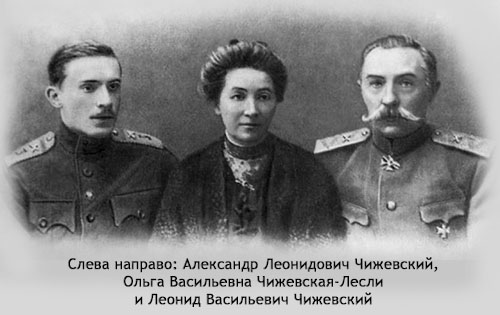 Слева направо: Александр Леонидович Чижевский,
Ольга Васильевна Чижевская-Лесли
и Леонид Васильевич Чижевский